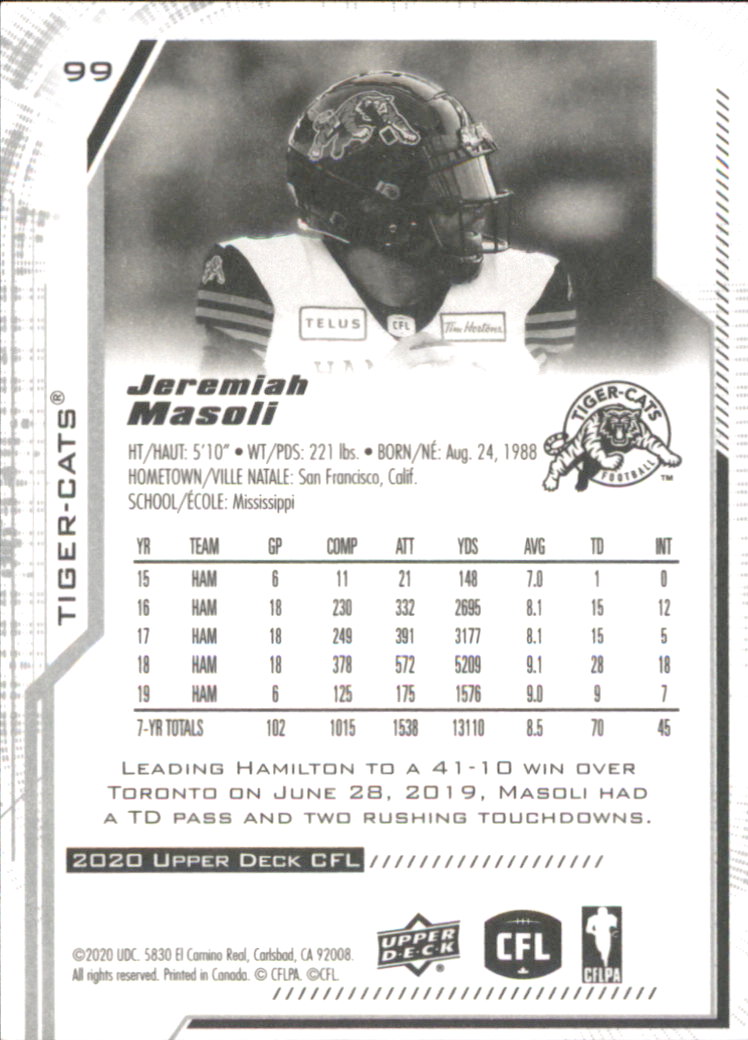 99
TELUS
CFL
Tim Hortons
Jeremiah
Masoli
TIGER-CATS
FOOTBALL
™
TIGER-CATS®
HT/HAUT: 5'10" • WT/PDS: 221 lbs. • BORN/NÉ: Aug. 24, 1988
HOMETOWN/VILLE NATALE: San Francisco, Calif.
SCHOOL/ÉCOLE: Mississippi
YR TEAM GP COMP ATT YDS AVG TD INT
15 HAM 6 11 21 148 7.0 1 0
16 HAM 18 230 332 2695 8.1 15 12
17 HAM 18 249 391 3177 8.1 15 5
18 HAM 18 378 572 5209 9.1 28 18
19 HAM 6 125 175 1576 9.0 9 7
7-YR TOTALS 102 1015 1538 13110 8.5 70 45
LEADING HAMILTON TO A 41-10 WIN OVER
TORONTO ON JUNE 28, 2019, MASOLI HAD
A TD PASS AND TWO RUSHING TOUCHDOWNS.
2020 UPPER DECK CFL
©2020 UDC. 5830 El Camino Real, Carlsbad, CA 92008.
All rights reserved. Printed in Canada. © CFLPA. ©CFL.
UPPER
D·E·C·K
®
CFL
CFLPA